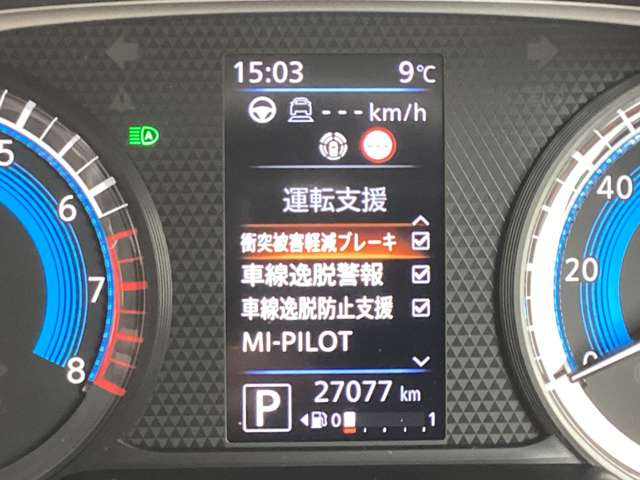 15:03 9℃
--- km/h
運転支援
衝突被害軽減ブレーキ
車線逸脱警報
車線逸脱防止支援
MI-PILOT
P 27077 km
0 1
A
5
6
7
8
40
20
0